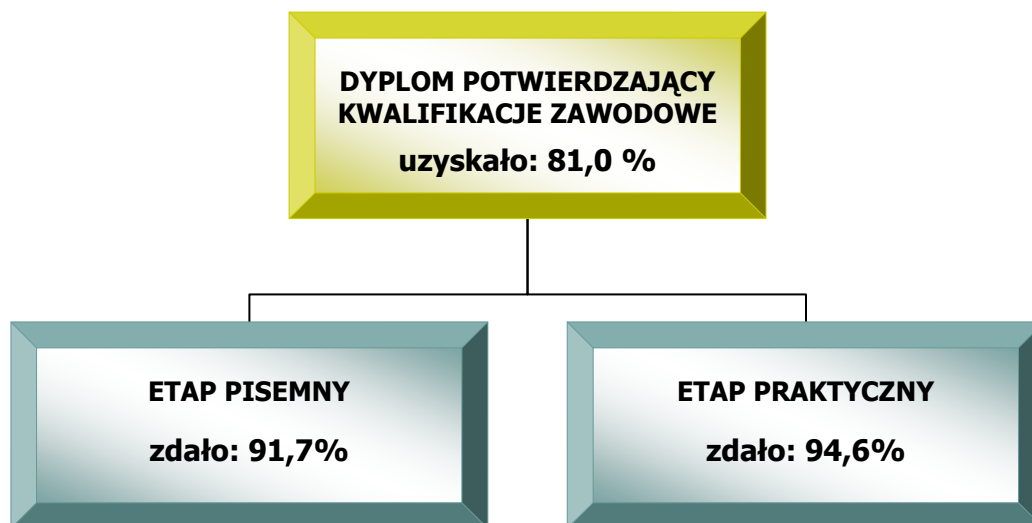 DYPLOM POTWIERDZAJĄCY
KWALIFIKACJE ZAWODOWE
uzyskało: 81,0 %
ETAP PISEMNY
zdało: 91,7%
ETAP PRAKTYCZNY
zdało: 94,6%